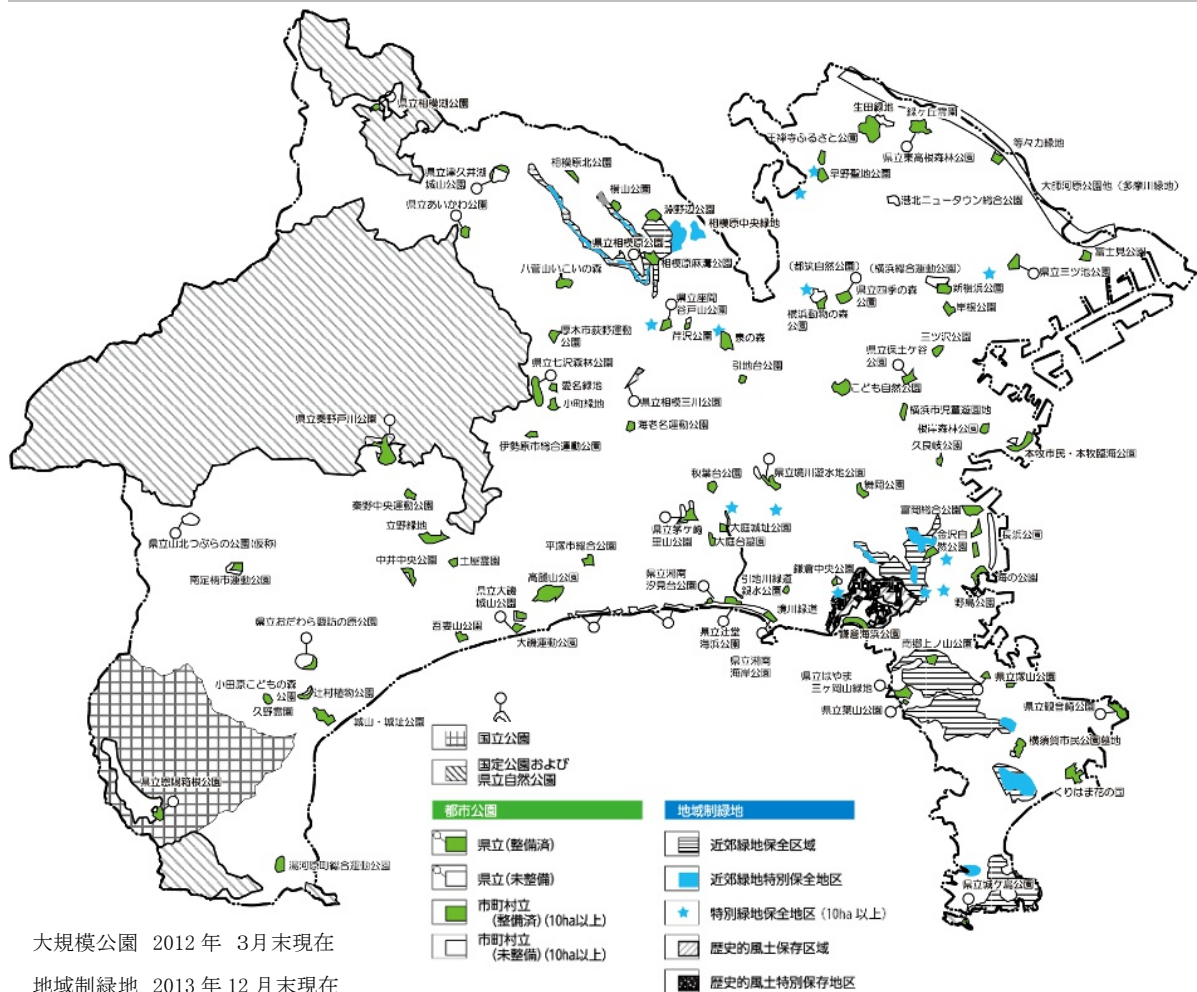 県立相模湖公園
県立津久井湖
城山公園
県立あいかわ公園
相模原北公園
横山公園
淵野辺公園
相模原中央緑地
県立相模原公園
相模原麻溝公園
八菅山いこいの森
県立座間
谷戸山公園
芹沢公園
泉の森
引地台公園
厚木市荻野運動
公園
県立七沢森林公園
愛名緑地
小町緑地
県立相模三川公園
海老名運動公園
伊勢原市総合運動公園
県立秦野戸川公園
秦野中央運動公園
立野緑地
県立山北つぶらの公園(仮称)
南足柄市運動公園
中井中央公園
土屋霊園
平塚市総合公園
高麗山公園
県立大磯
城山公園
大磯運動公園
吾妻山公園
県立おだわら諏訪の原公園
小田原こどもの森
公園
久野霊園
辻村植物公園
城山・城址公園
県立恩賜箱根公園
湯河原町総合運動公園
生田緑地
緑ヶ丘霊園
王禅寺ふるさと公園
県立東高根森林公園
等々力緑地
早野聖地公園
大師河原公園他（多摩川緑地）
港北ニュータウン総合公園
富士見公園
県立三ツ池公園
(都筑自然公園)
(横浜総合運動公園)
県立四季の森
公園
横浜動物の森
公園
新横浜公園
岸根公園
三ツ沢公園
県立保土ケ谷
公園
こども自然公園
横浜市児童遊園地
根岸森林公園
久良岐公園
本牧市民・本牧臨海公園
秋葉台公園
県立境川遊水地公園
舞岡公園
県立茅ケ崎
里山公園
大庭城址公園
大庭台墓園
富岡総合公園
金沢自
然公園
長浜公園
海の公園
野島公園
県立湘南
汐見台公園
引地川緑道
親水公園
鎌倉中央公園
境川緑道
県立辻堂
海浜公園
県立湘南
海岸公園
鎌倉海浜公園
南郷上ノ山公園
県立はやま
三ヶ岡山緑地
県立葉山公園
県立塚山公園
県立観音崎公園
横須賀市民公園墓地
くりはま花の国
県立城ケ島公園
国立公園
国定公園および
県立自然公園
都市公園
県立(整備済)
県立(未整備)
市町村立
(整備済)(10ha以上)
市町村立
(未整備)(10ha以上)
地域制緑地
近郊緑地保全区域
近郊緑地特別保全地区
特別緑地保全地区(10ha 以上)
歴史的風土保存区域
歴史的風土特別保存地区
大規模公園 2012 年 3月末現在
地域制緑地 2013 年 12 月末現在